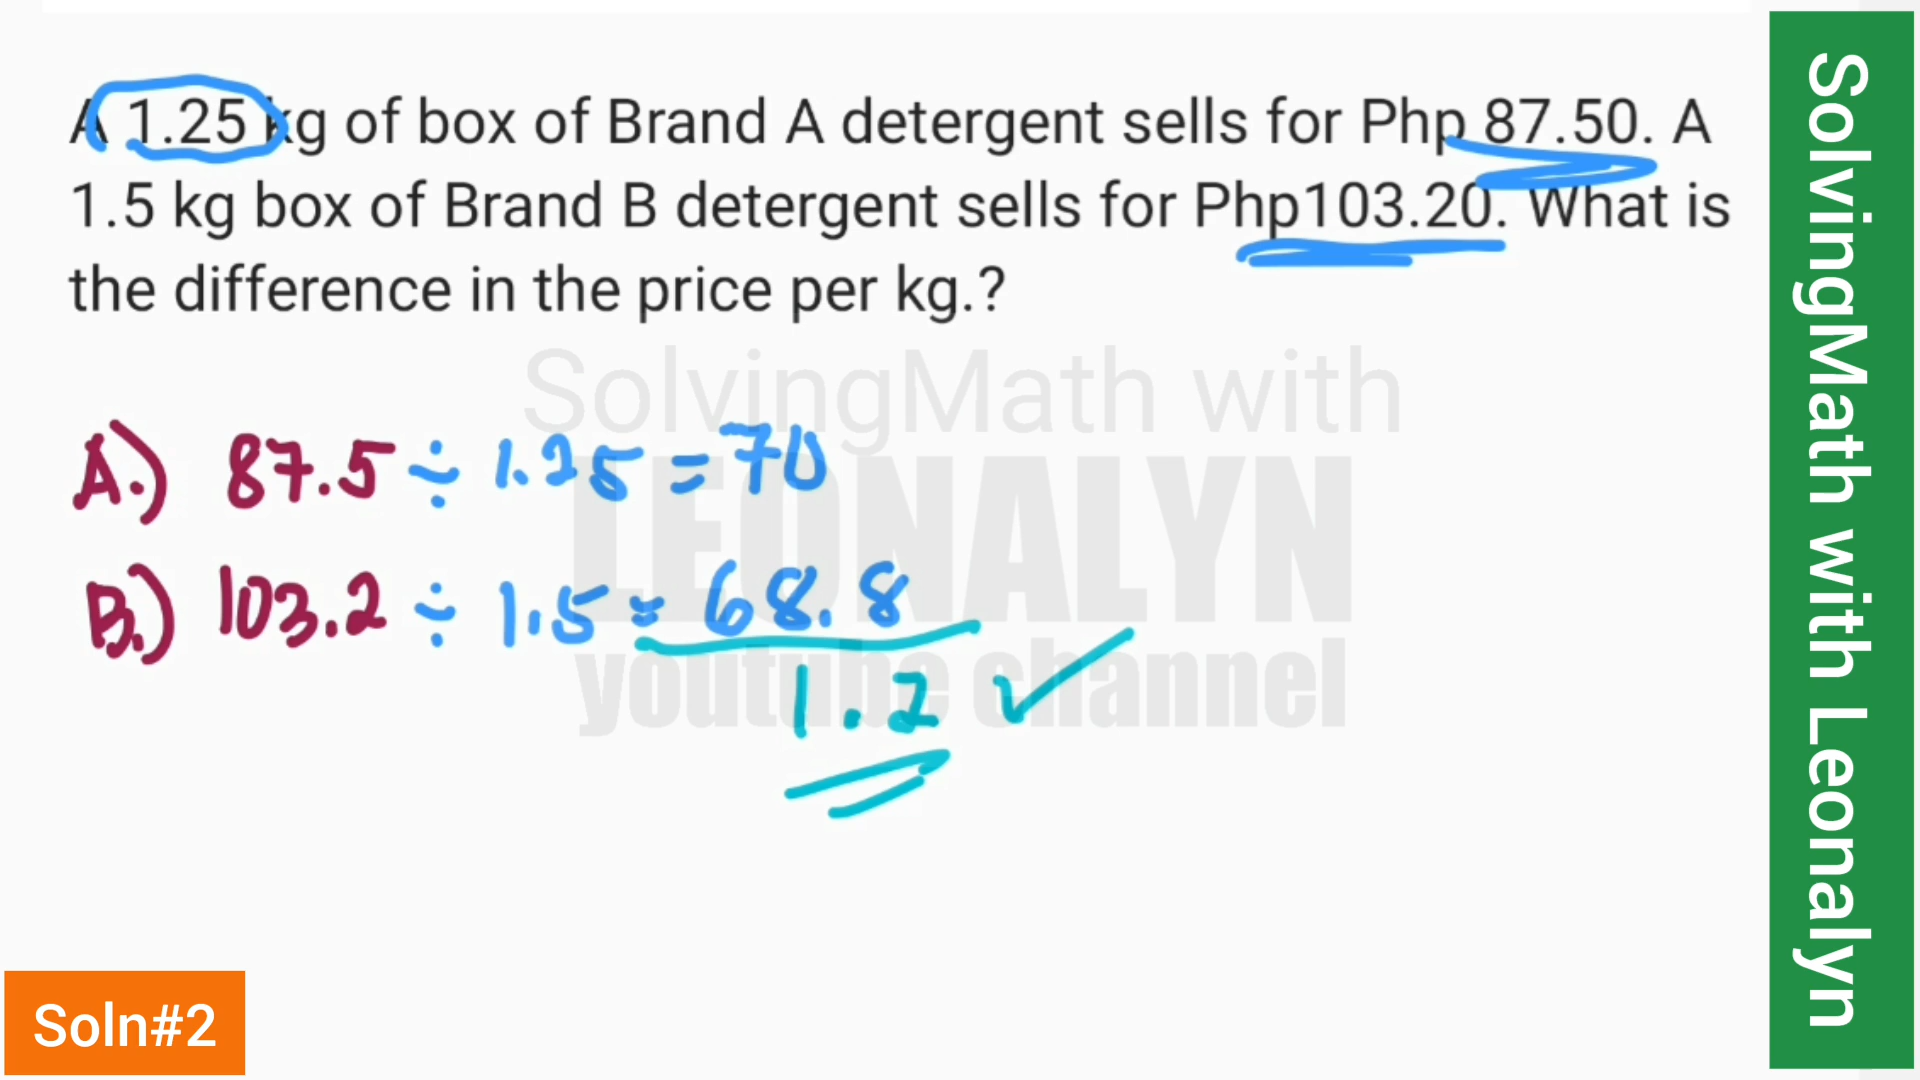 A 1.25 kg of box of Brand A detergent sells for Php 87.50. A
1.5 kg box of Brand B detergent sells for Php103.20. What is
the difference in the price per kg.?
SolvingMath with
LEONALYN
youtube channel
A.) 87.5 ÷ 1.25 = 70
B.) 103.2 ÷ 1.5 = 68.8
1.2
Soln#2
SolvingMath with Leonalyn